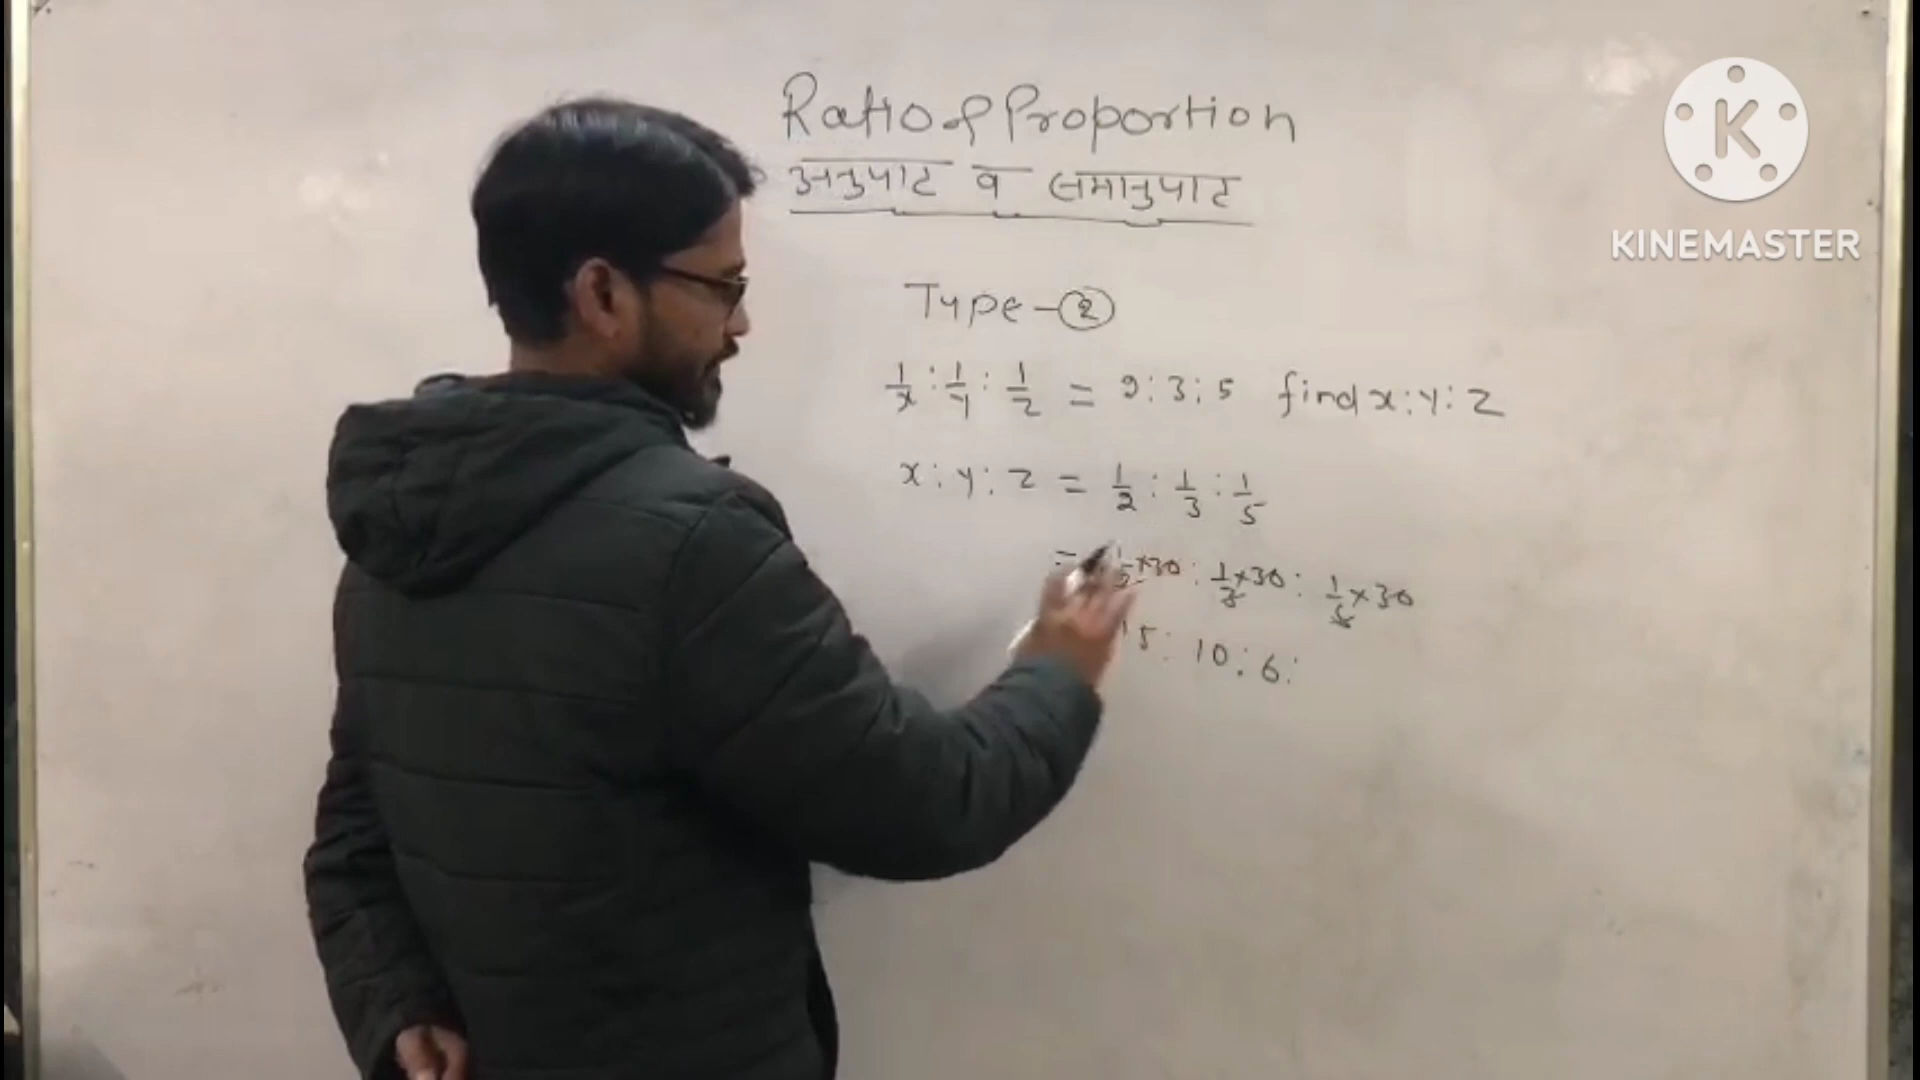 Ratio & Proportion
अनुपात व समानुपात
Type-②
1/x : 1/y : 1/z = 2:3:5 find x:y:z
x:y:z = 1/2 : 1/3 : 1/5
= ×30 : 1/3×30 : 1/5×30
15: 10: 6:
K
KINEMASTER